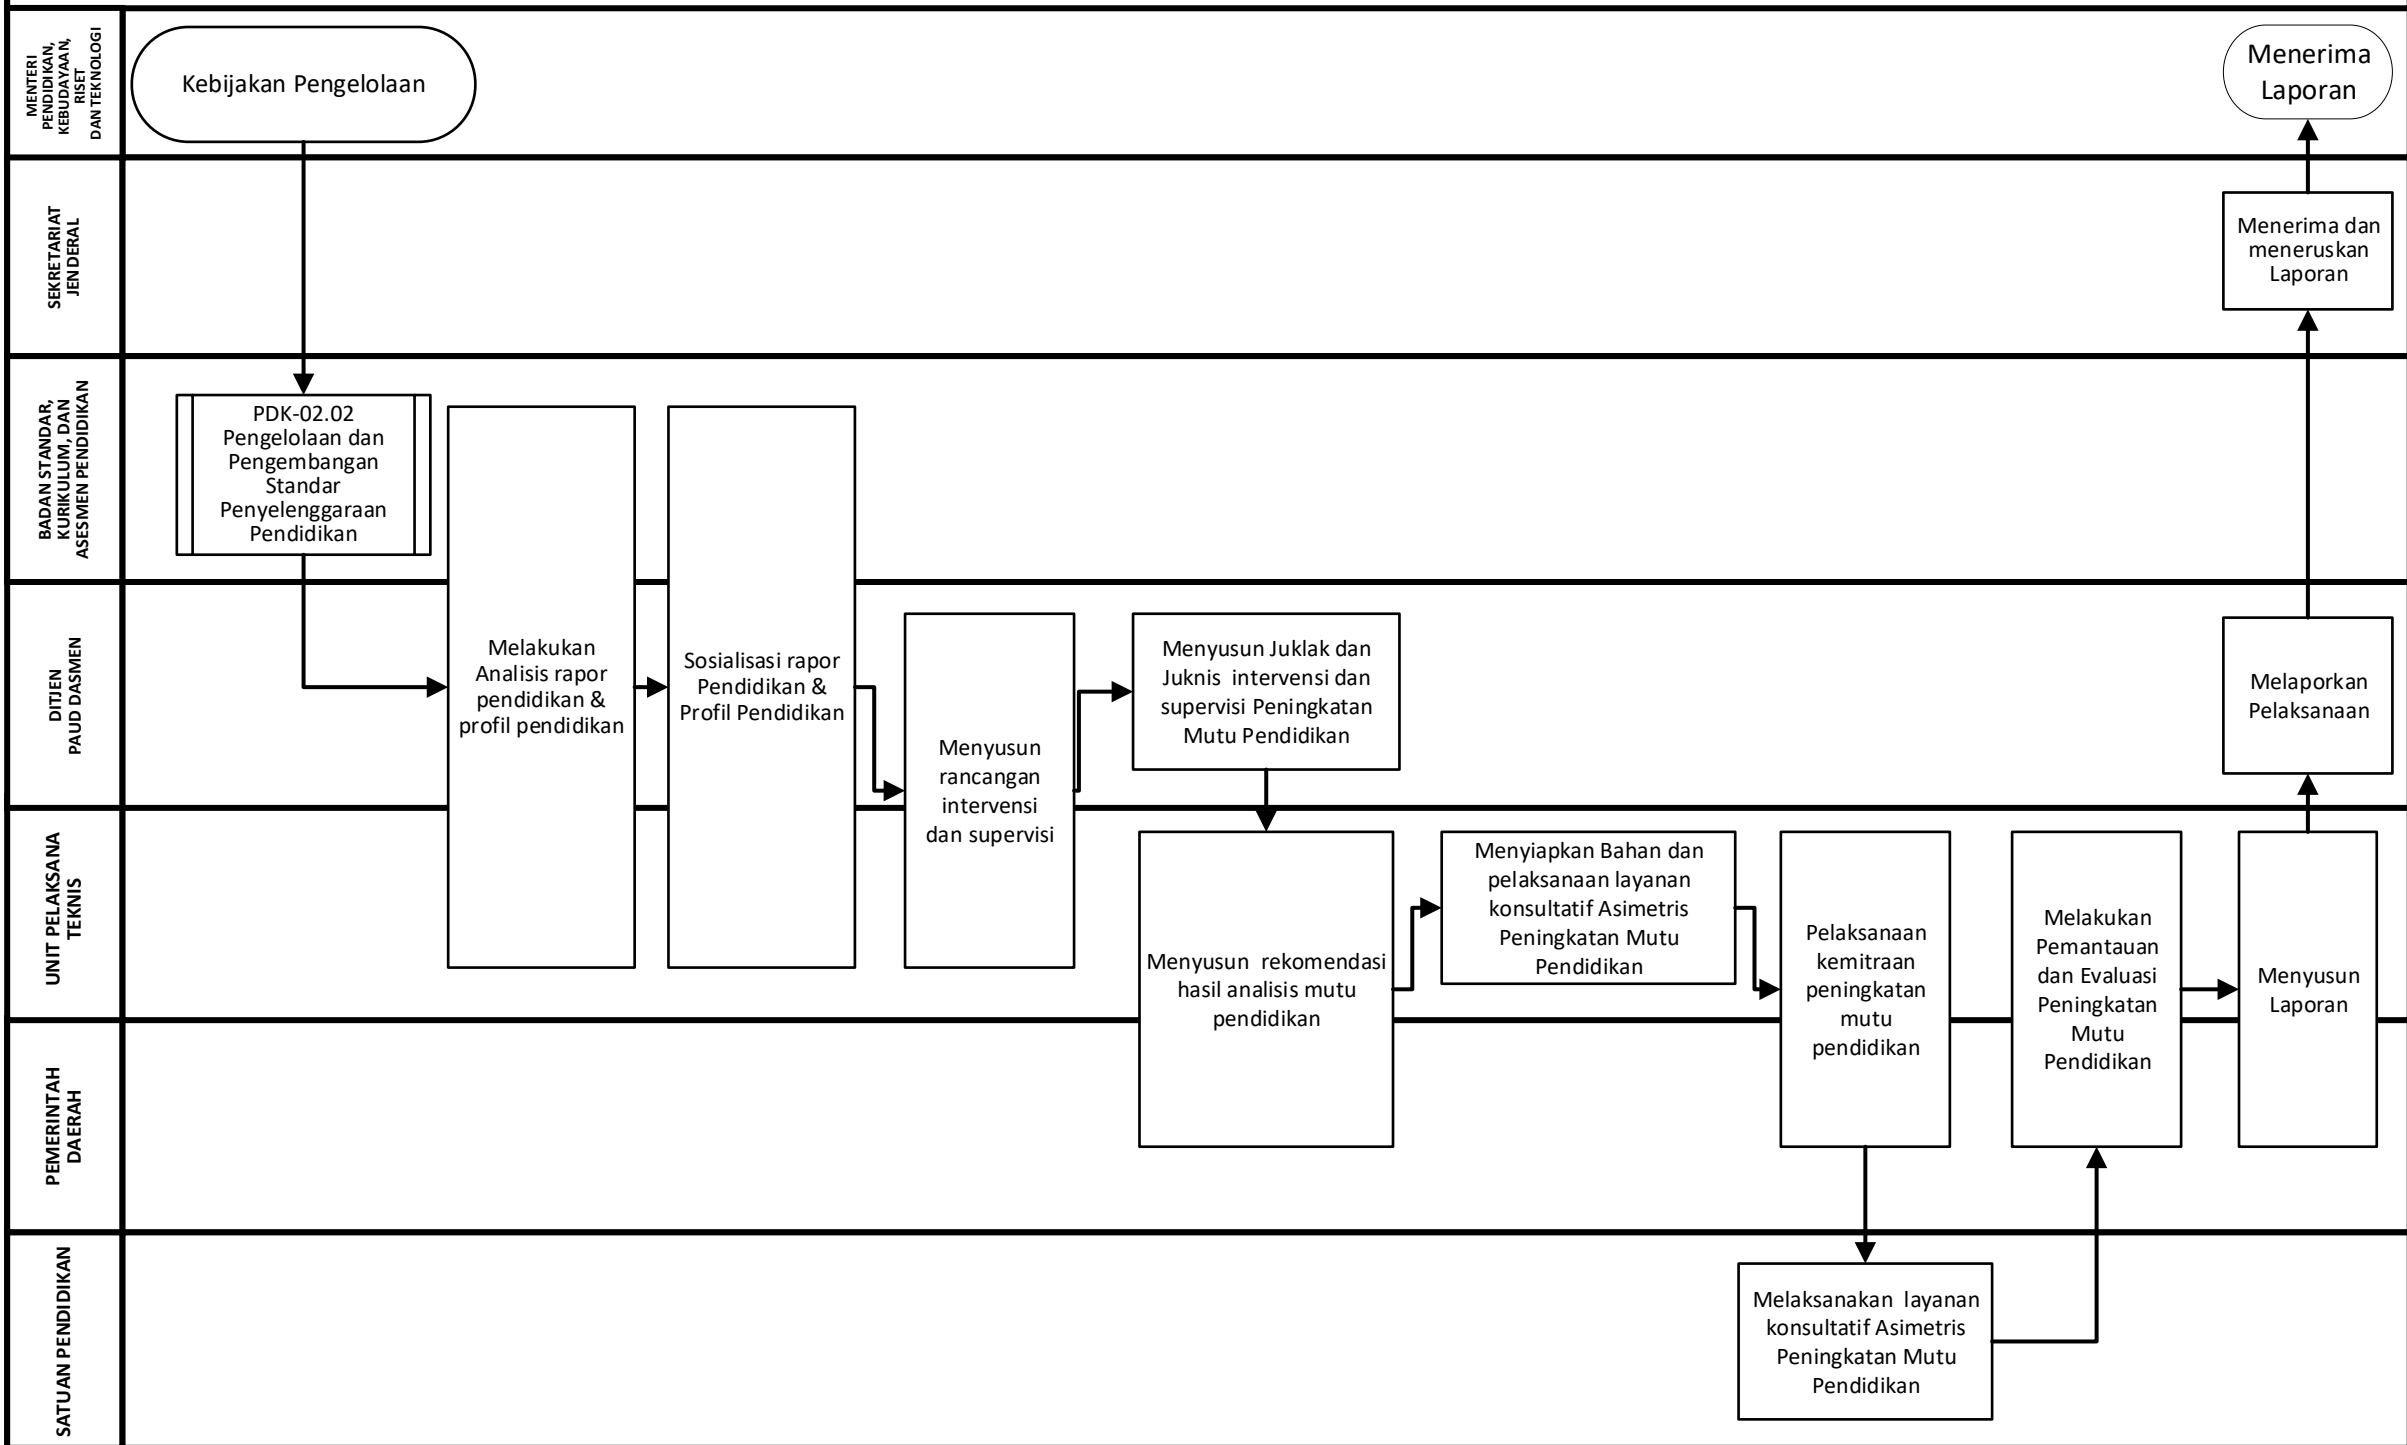 MENTERI
PENDIDIKAN,
KEBUDAYAAN,
RISET
DAN TEKNOLOGI
Kebijakan Pengelolaan
Menerima
Laporan
SEKRETARIAT
JENDERAL
Menerima dan
meneruskan
Laporan
BADAN STANDAR,
KURIKULUM, DAN
ASESMEN PENDIDIKAN
PDK-02.02
Pengelolaan dan
Pengembangan
Standar
Penyelenggaraan
Pendidikan
DITJEN
PAUD DASMEN
Melakukan
Analisis rapor
pendidikan &
profil pendidikan
Sosialisasi rapor
Pendidikan &
Profil Pendidikan
Menyusun
rancangan
intervensi
dan supervisi
Menyusun Juklak dan
Juknis intervensi dan
supervisi Peningkatan
Mutu Pendidikan
Melaporkan
Pelaksanaan
UNIT PELAKSANA
TEKNIS
Menyusun rekomendasi
hasil analisis mutu
pendidikan
Menyiapkan Bahan dan
pelaksanaan layanan
konsultatif Asimetris
Peningkatan Mutu
Pendidikan
Pelaksanaan
kemitraan
peningkatan
mutu
pendidikan
Melakukan
Pemantauan
dan Evaluasi
Peningkatan
Mutu
Pendidikan
Menyusun
Laporan
PEMERINTAH
DAERAH
SATUAN PENDIDIKAN
Melaksanakan layanan
konsultatif Asimetris
Peningkatan Mutu
Pendidikan